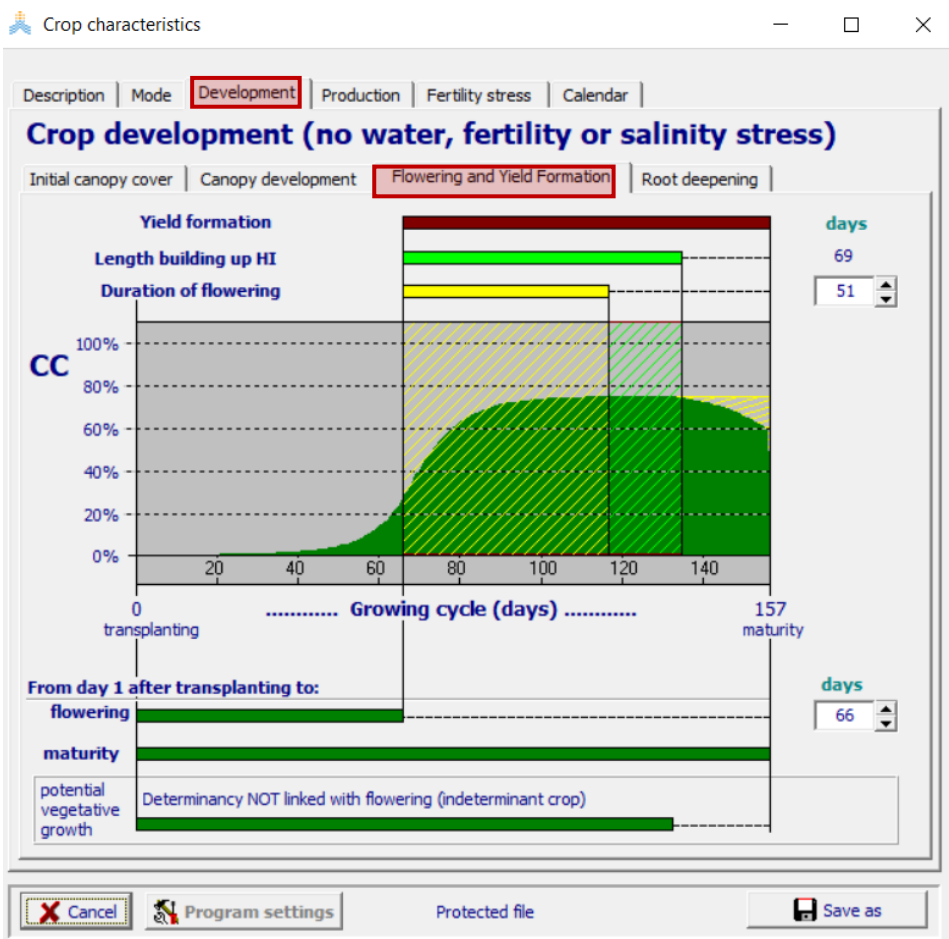 Crop characteristics
Description Mode Development Production Fertility stress Calendar
Crop development (no water, fertility or salinity stress)
Initial canopy cover Canopy development Flowering and Yield Formation Root deepening
Yield formation days
Length building up HI 69
Duration of flowering 51
CC
100%
80%
60%
40%
20%
0%
20 40 60 80 100 120 140
0 ............ Growing cycle (days) ............ 157
transplanting maturity
From day 1 after transplanting to: days
flowering 66
maturity
potential
vegetative
growth
Determinancy NOT linked with flowering (indeterminant crop)
Cancel Program settings Protected file Save as